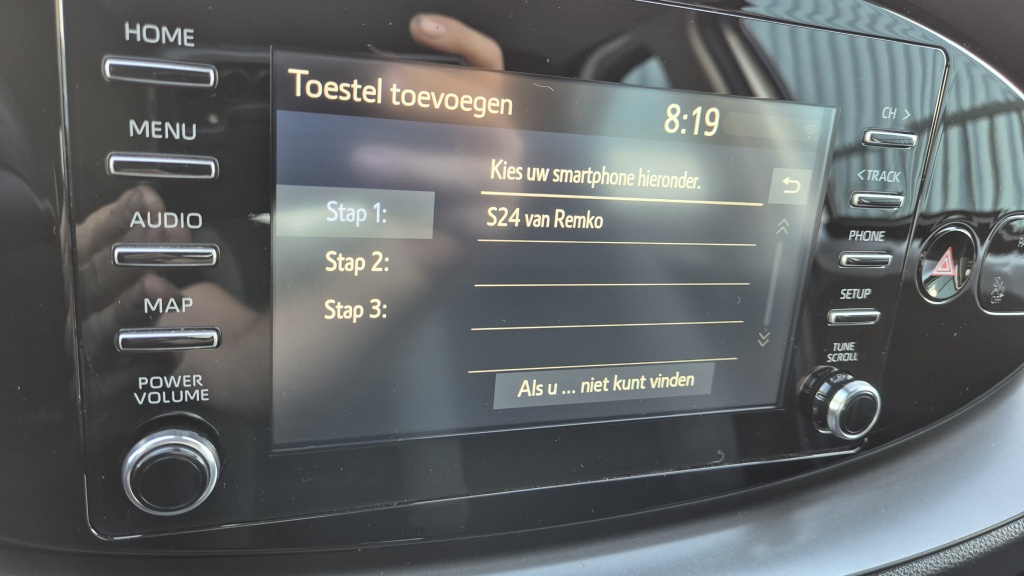 HOME
MENU
AUDIO
MAP
POWER
VOLUME
Toestel toevoegen
8:19
Kies uw smartphone hieronder.
Stap 1:
S24 van Remko
Stap 2:
Stap 3:
Als u ... niet kunt vinden
CH >
< TRACK
PHONE
SETUP
TUNE
SCROLL